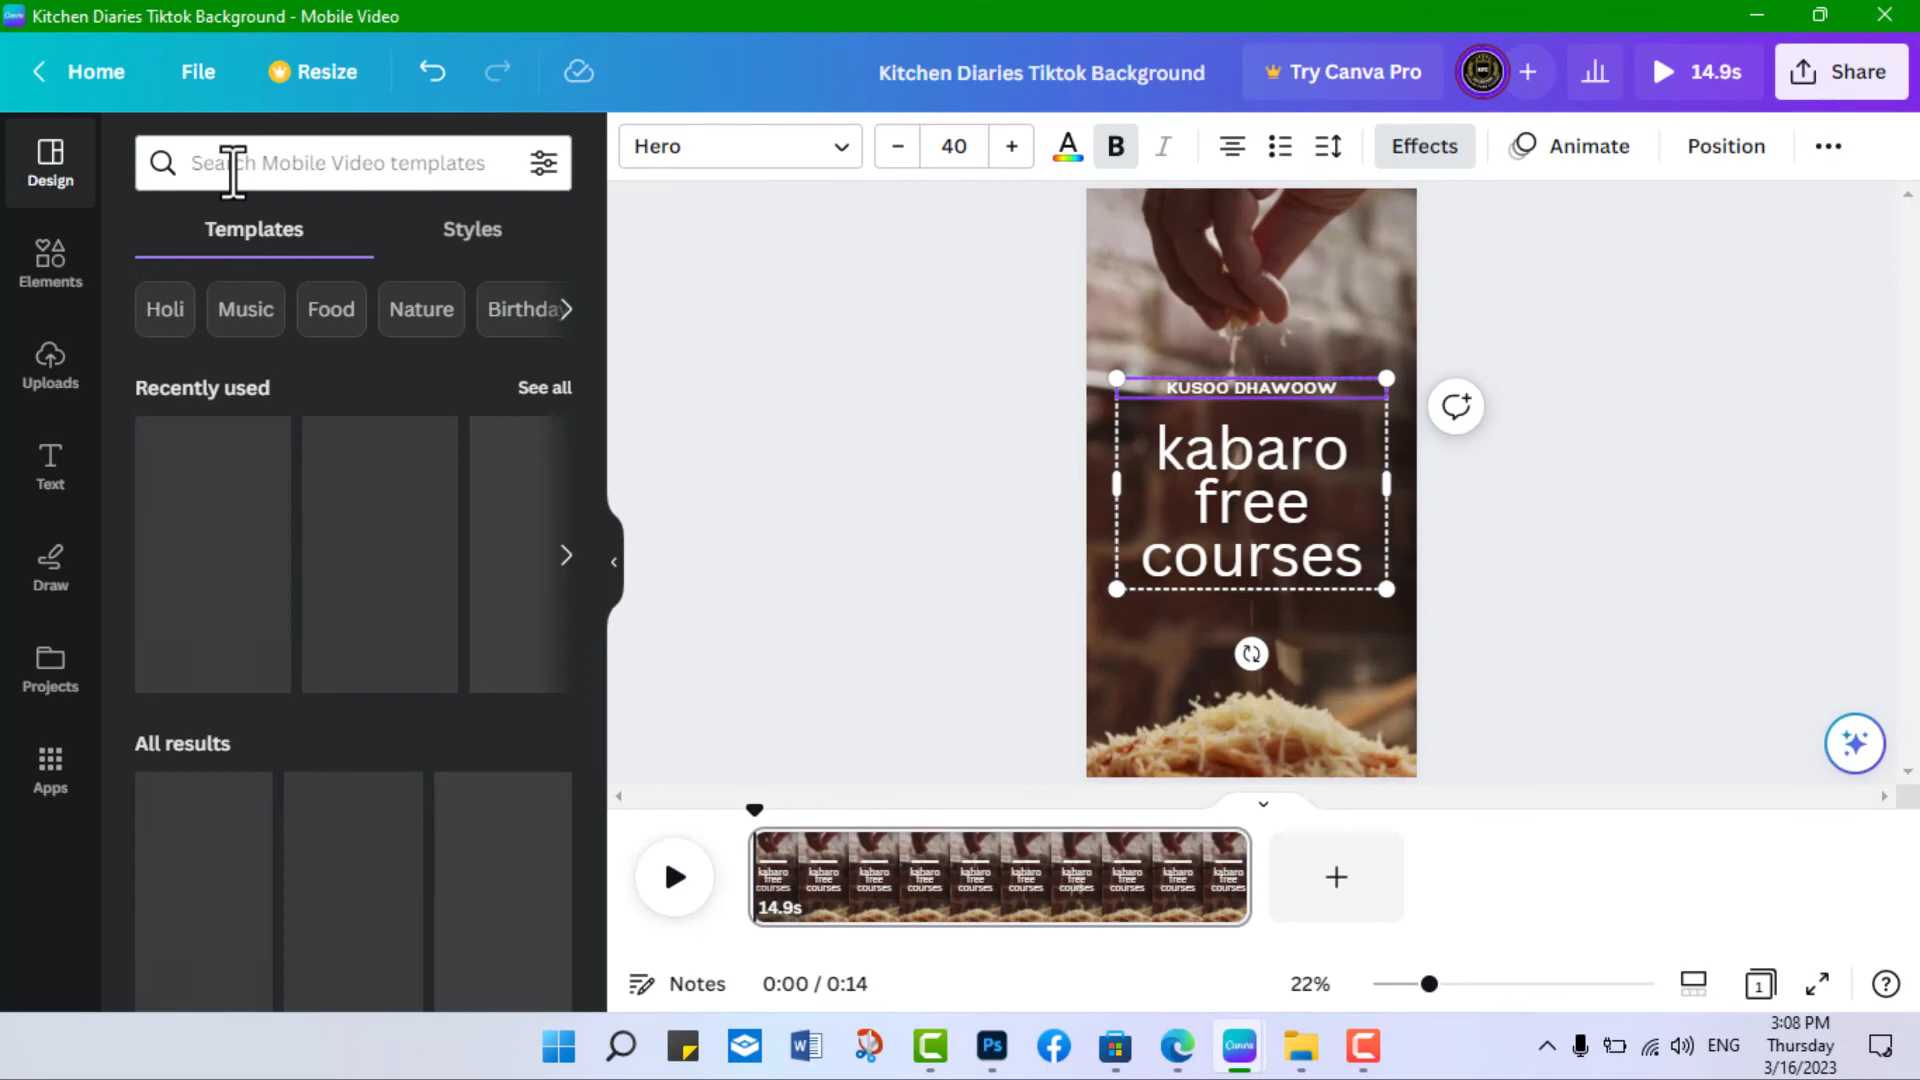 Kitchen Diaries Tiktok Background - Mobile Video
Home
File
Resize
Kitchen Diaries Tiktok Background
Try Canva Pro
14.9s
Share
Design
Elements
Uploads
Text
Draw
Projects
Apps
Search Mobile Video templates
Templates
Styles
Holi
Music
Food
Nature
Birthday
Recently used
See all
All results
Hero
40
A
B
I
Effects
Animate
Position
KUSOO DHAWOOW
kabaro
free
courses
14.9s
Notes
0:00 / 0:14
22%
1
ENG
3:08 PM
Thursday
3/16/2023